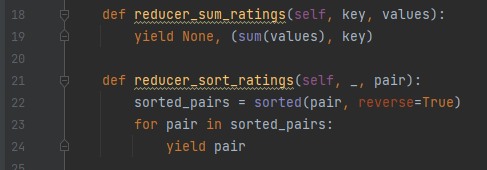 18 def reducer_sum_ratings(self, key, values):
19 yield None, (sum(values), key)
20
21 def reducer_sort_ratings(self, _, pair):
22 sorted_pairs = sorted(pair, reverse=True)
23 for pair in sorted_pairs:
24 yield pair
25